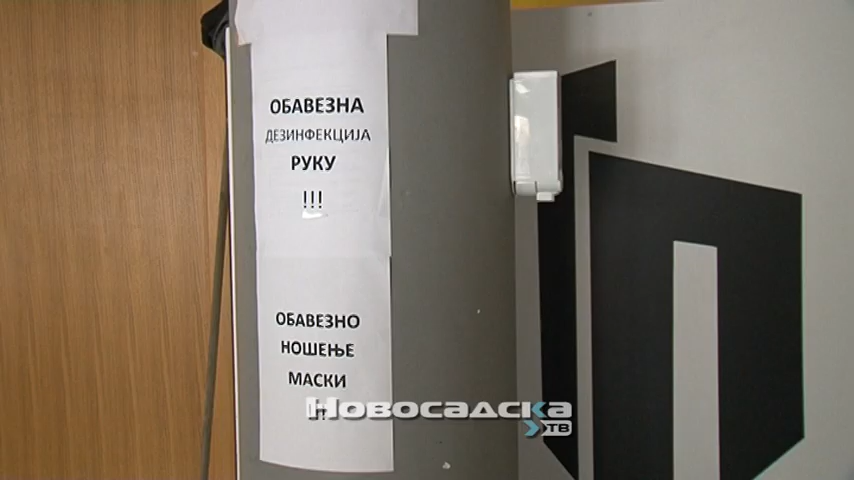 ОБАВЕЗНА
ДЕЗИНФЕКЦИЈА
РУКУ
!!!
ОБАВЕЗНО
НОШЕЊЕ
МАСКИ
НОВОСАДСКА
ТВ